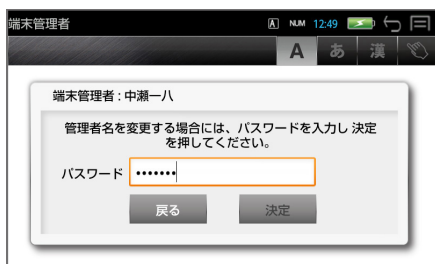 端末管理者
A NUM 12:49
A あ 漢
端末管理者:中瀬一八
管理者名を変更する場合には、パスワードを入力し 決定
を押してください。
パスワード •••••••
戻る 決定